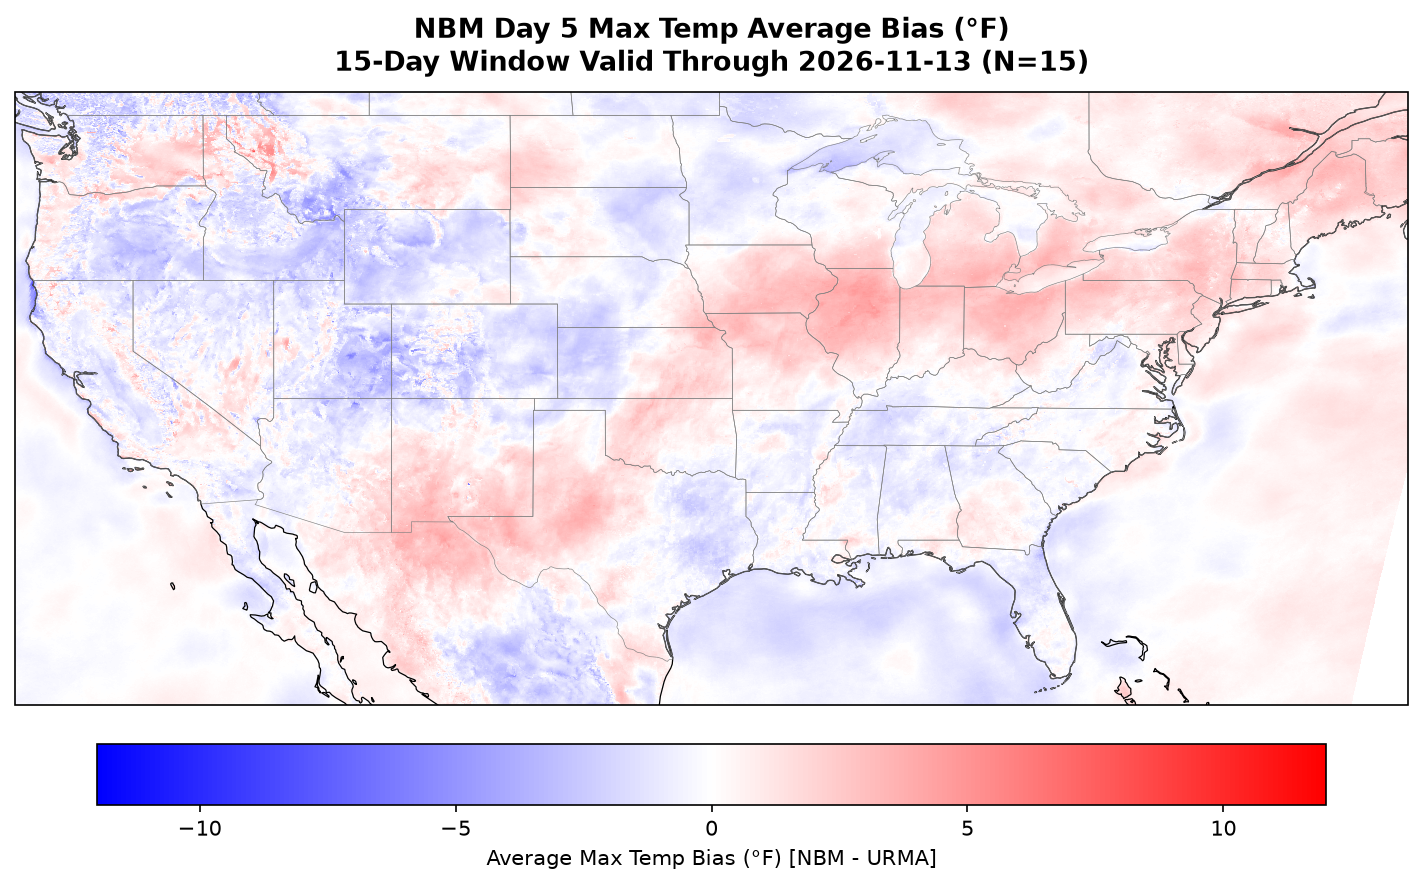 NBM Day 5 Max Temp Average Bias (°F)
15-Day Window Valid Through 2026-11-13 (N=15)
−10 −5 0 5 10
Average Max Temp Bias (°F) [NBM - URMA]